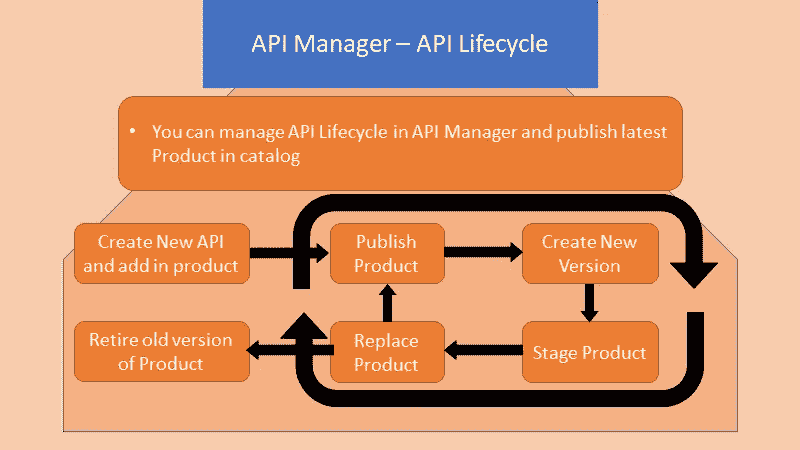 API Manager – API Lifecycle
• You can manage API Lifecycle in API Manager and publish latest
Product in catalog
Create New API
and add in product
Publish
Product
Create New
Version
Retire old version
of Product
Replace
Product
Stage Product